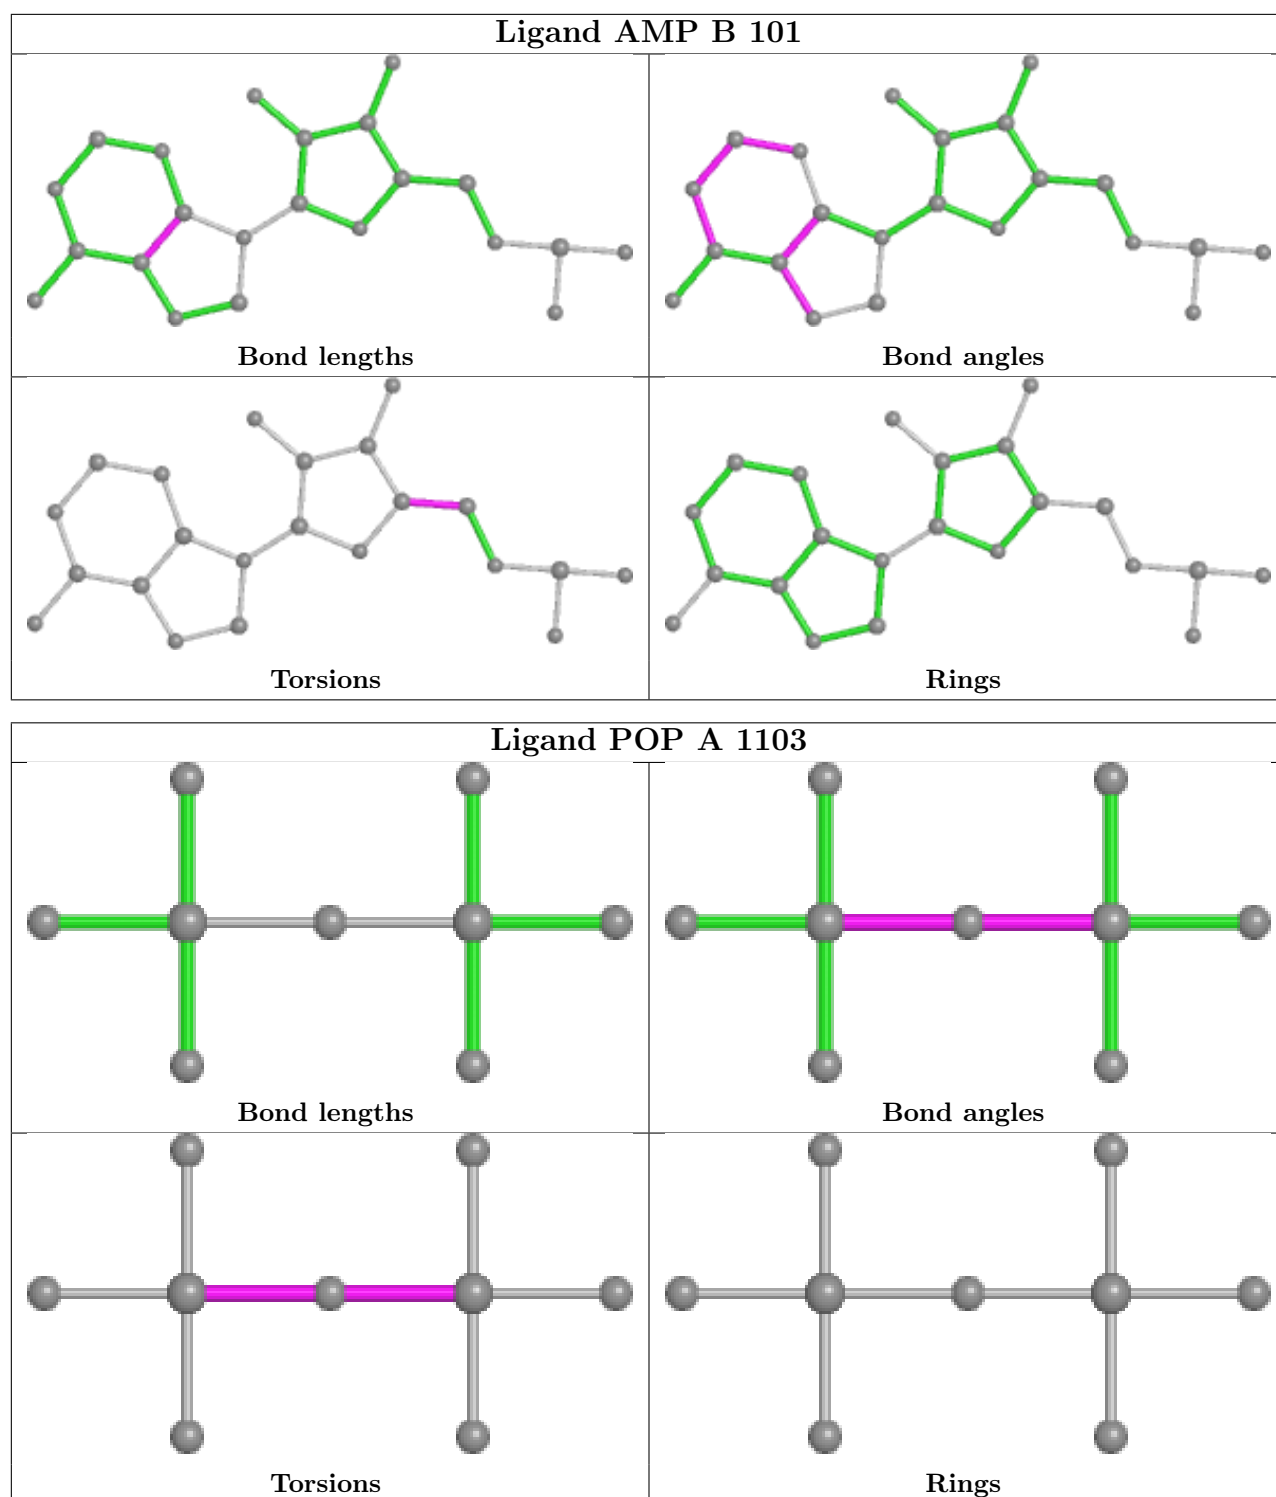 Ligand AMP B 101
Bond lengths
Bond angles
Torsions
Rings
Ligand POP A 1103
Bond lengths
Bond angles
Torsions
Rings